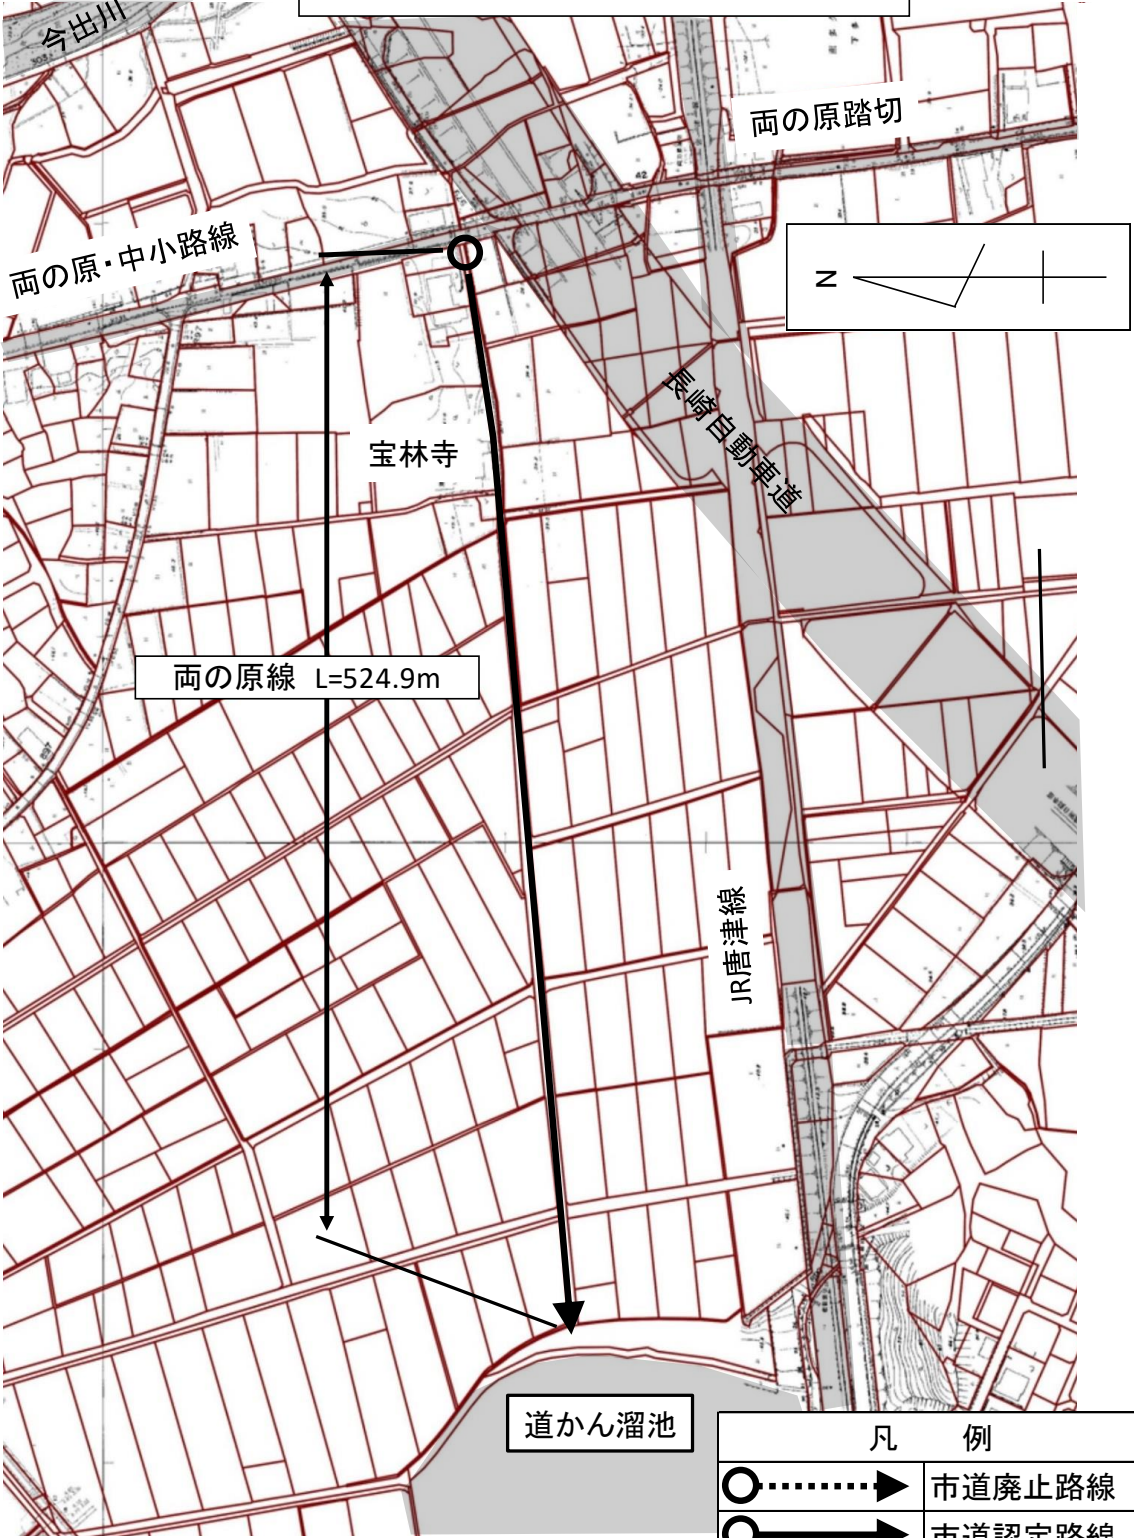 今出川
両の原踏切
42
両の原・中小路線
N
長崎自動車道
宝林寺
両の原線 L=524.9m
JR唐津線
道かん溜池
凡 例
市道廃止路線
市道認定路線